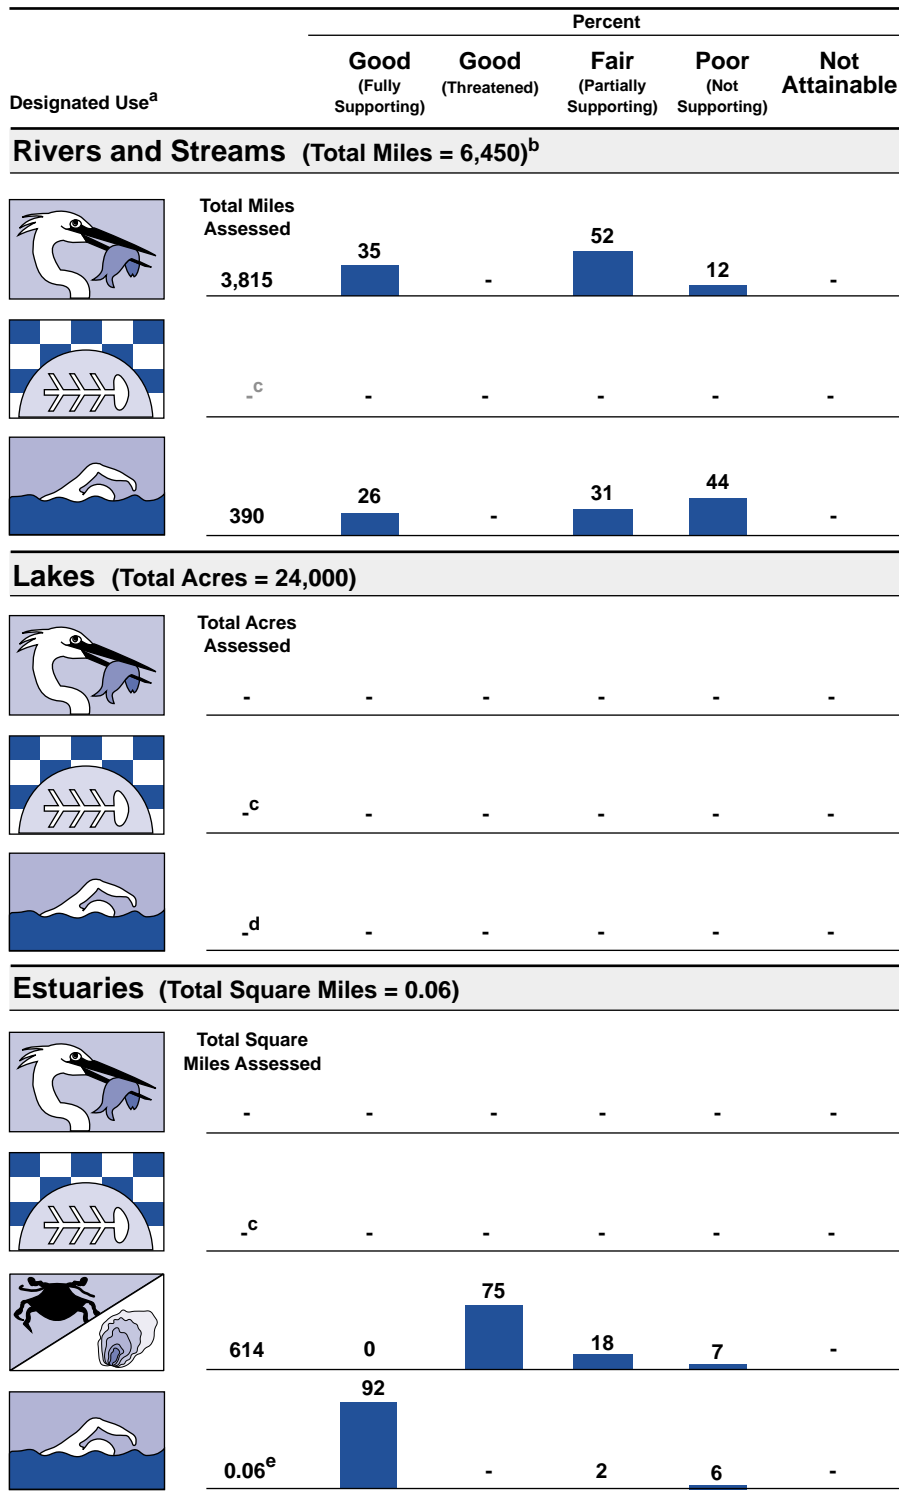 Percent
Good Good Fair Poor Not
(Fully (Threatened) (Partially (Not Attainable
Designated Useᵃ Supporting) Supporting) Supporting)
Rivers and Streams (Total Miles = 6,450)ᵇ
Total Miles
Assessed
35 52 12
3,815 - -
-ᶜ - - - - -
26 31 44
390 - -
Lakes (Total Acres = 24,000)
Total Acres
Assessed
- - - - - -
-ᶜ - - - - -
-ᵈ - - - - -
Estuaries (Total Square Miles = 0.06)
Total Square
Miles Assessed
- - - - - -
-ᶜ - - - - -
75
614 0 18 7 -
92
0.06ᵉ - 2 6 -